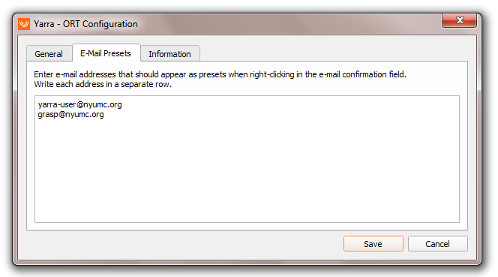 Yarra - ORT Configuration
General E-Mail Presets Information
Enter e-mail addresses that should appear as presets when right-clicking in the e-mail confirmation field.
Write each address in a separate row.
yarra-user@nyumc.org
grasp@nyumc.org
Save Cancel